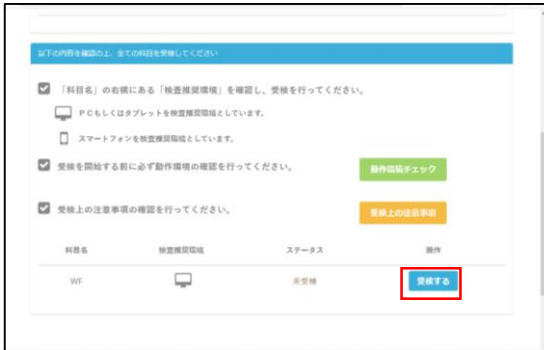 以下の内容を確認の上、全ての科目を受検してください
「科目名」の右横にある「検査推奨環境」を確認し、受検を行ってください。
PCもしくはタブレットを検査推奨環境としています。
スマートフォンを検査推奨環境としています。
受検を開始する前に必ず動作環境の確認を行ってください。 動作環境チェック
受検上の注意事項の確認を行ってください。 受検上の注意事項
科目名 検査推奨環境 ステータス 操作
WF 未受検 受検する